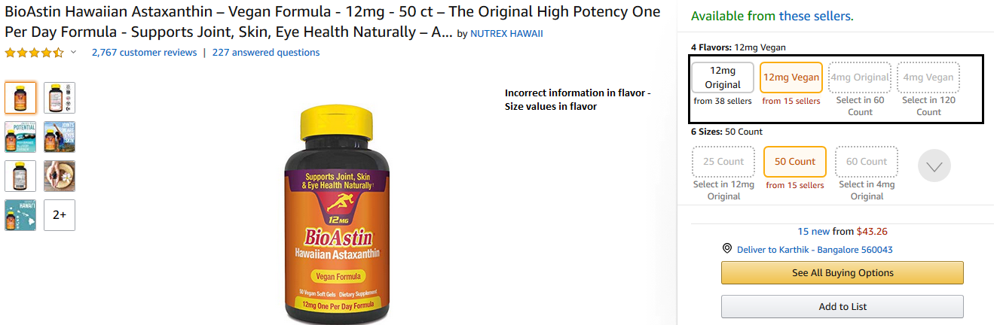 BioAstin Hawaiian Astaxanthin – Vegan Formula - 12mg - 50 ct – The Original High Potency One
Per Day Formula - Supports Joint, Skin, Eye Health Naturally – A... by NUTREX HAWAII
2,767 customer reviews | 227 answered questions
POTENTIAL
JOINTS
HEART
EYES
SKIN
HAWAI'I
2+
Supports Joint, Skin
& Eye Health Naturally†
12MG
BioAstin
Hawaiian Astaxanthin
Vegan Formula
50 Vegan Soft Gels Dietary Supplement
12mg One Per Day Formula
Incorrect information in flavor -
Size values in flavor
Available from these sellers.
4 Flavors: 12mg Vegan
12mg
Original
12mg Vegan
4mg Original
4mg Vegan
from 38 sellers
from 15 sellers
Select in 60
Count
Select in 120
Count
6 Sizes: 50 Count
25 Count
50 Count
60 Count
Select in 12mg
Original
from 15 sellers
Select in 4mg
Original
15 new from $43.26
Deliver to Karthik - Bangalore 560043
See All Buying Options
Add to List